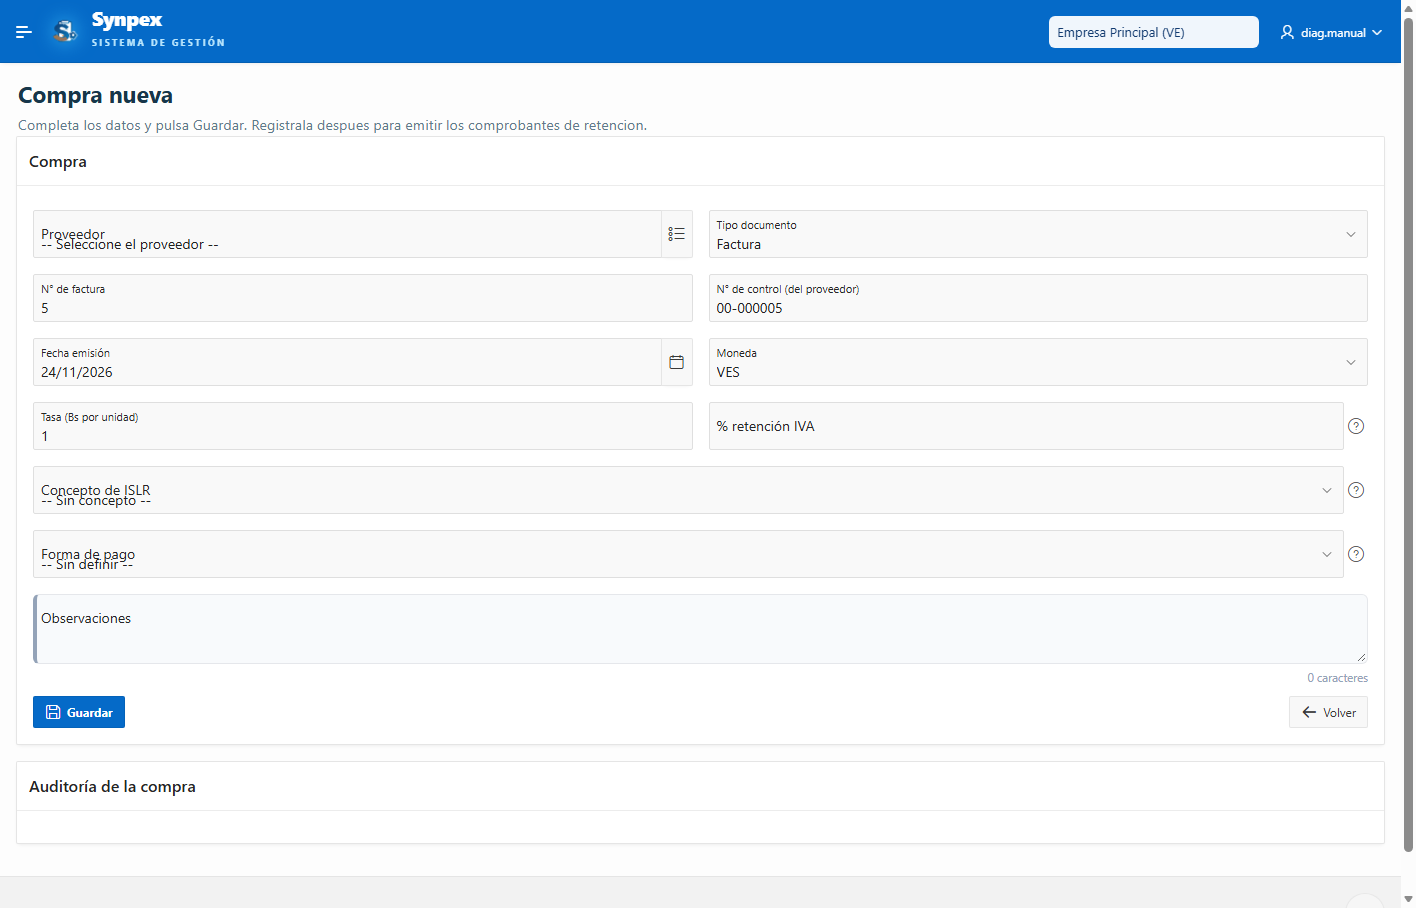 Synpex
SISTEMA DE GESTIÓN
Empresa Principal (VE)
diag.manual
Compra nueva
Completa los datos y pulsa Guardar. Registrala despues para emitir los comprobantes de retencion.
Compra
Proveedor
-- Seleccione el proveedor --
Tipo documento
Factura
N° de factura
5
N° de control (del proveedor)
00-000005
Fecha emisión
24/11/2026
Moneda
VES
Tasa (Bs por unidad)
1
% retención IVA
Concepto de ISLR
-- Sin concepto --
Forma de pago
-- Sin definir --
Observaciones
0 caracteres
Guardar
Volver
Auditoría de la compra